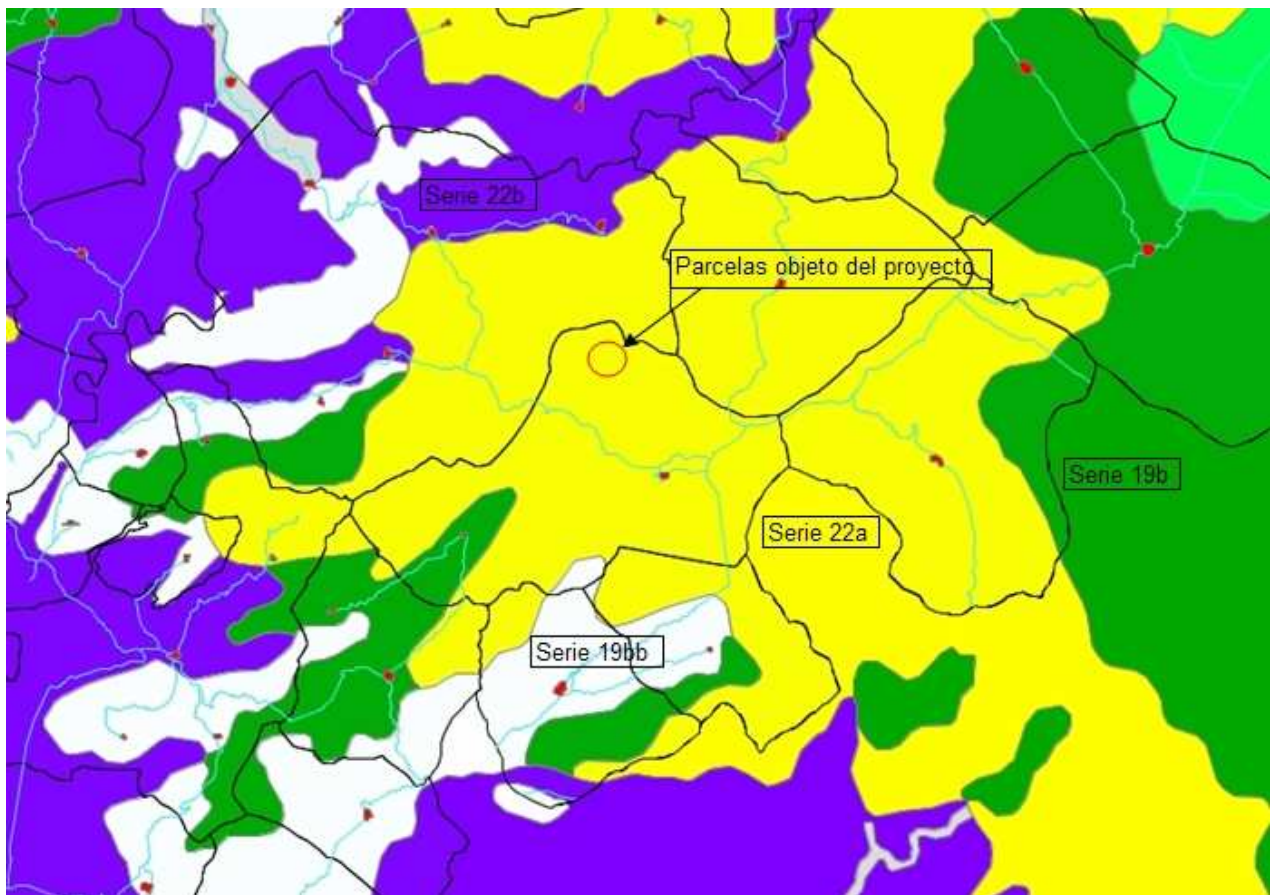 Serie 22b
Parcelas objeto del proyecto
Serie 19b
Serie 22a
Serie 19bb